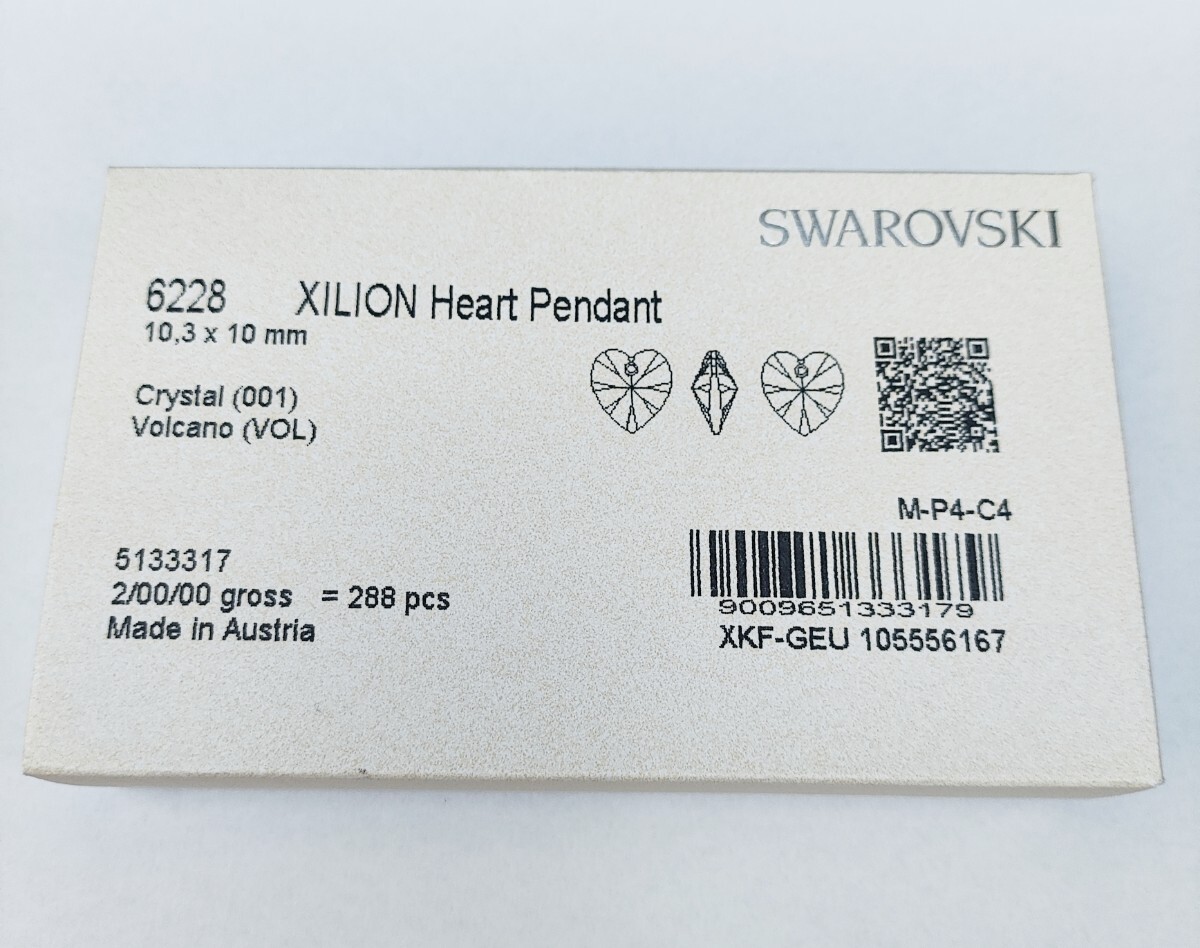 SWAROVSKI
6228 XILION Heart Pendant
10,3 x 10 mm
Crystal (001)
Volcano (VOL)
M-P4-C4
5133317
2/00/00 gross = 288 pcs
Made in Austria
9009651333179
XKF-GEU 105556167